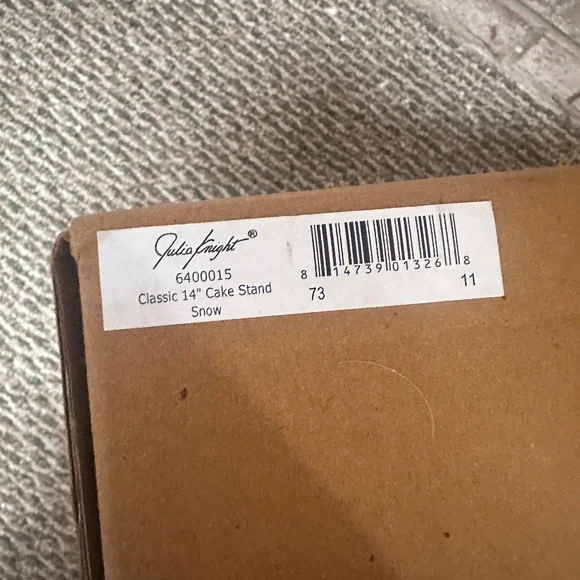 Julia Knight®
6400015
Classic 14" Cake Stand
Snow
8 14739 01326 8
73 11